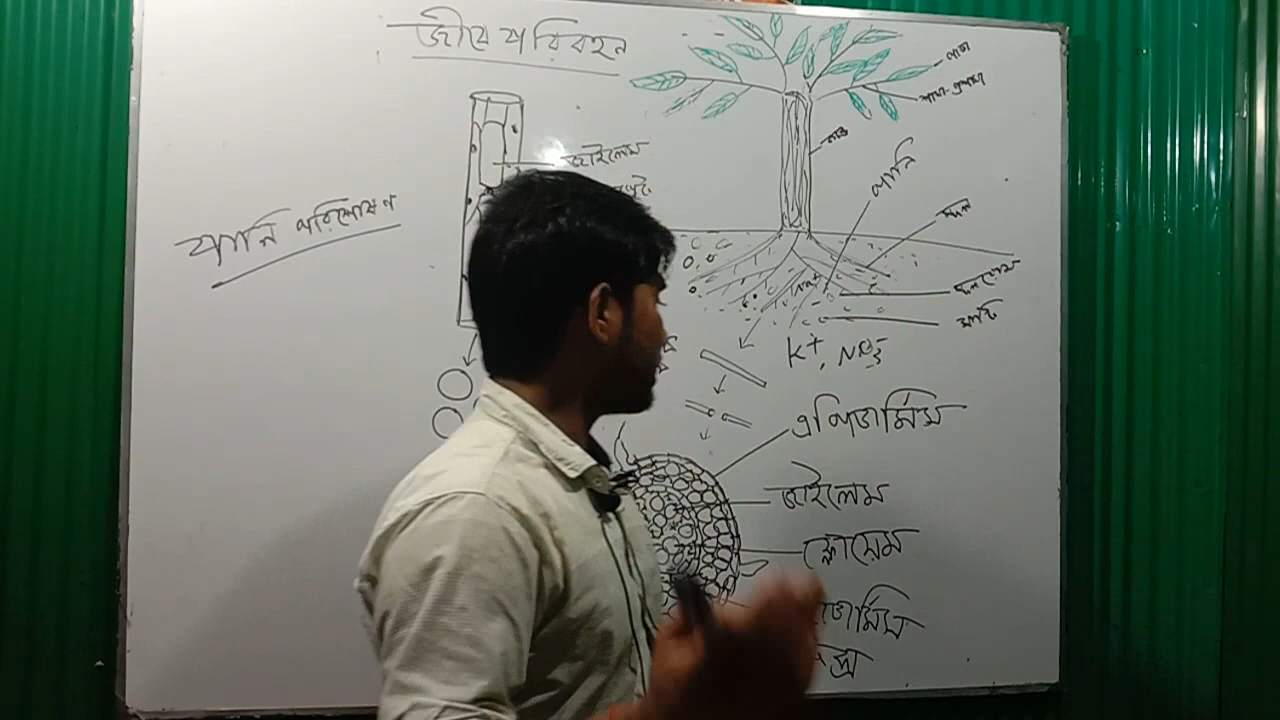 জীবে পরিবহন
পাতা
শাখা-প্রশাখা
কাণ্ড
জাইলেম
পানি
পানি পরিশোষণ
মূল
মূলরোম
মাটি
K⁺, NO₃⁻
এপিডার্মিস
জাইলেম
ফ্লোয়েম